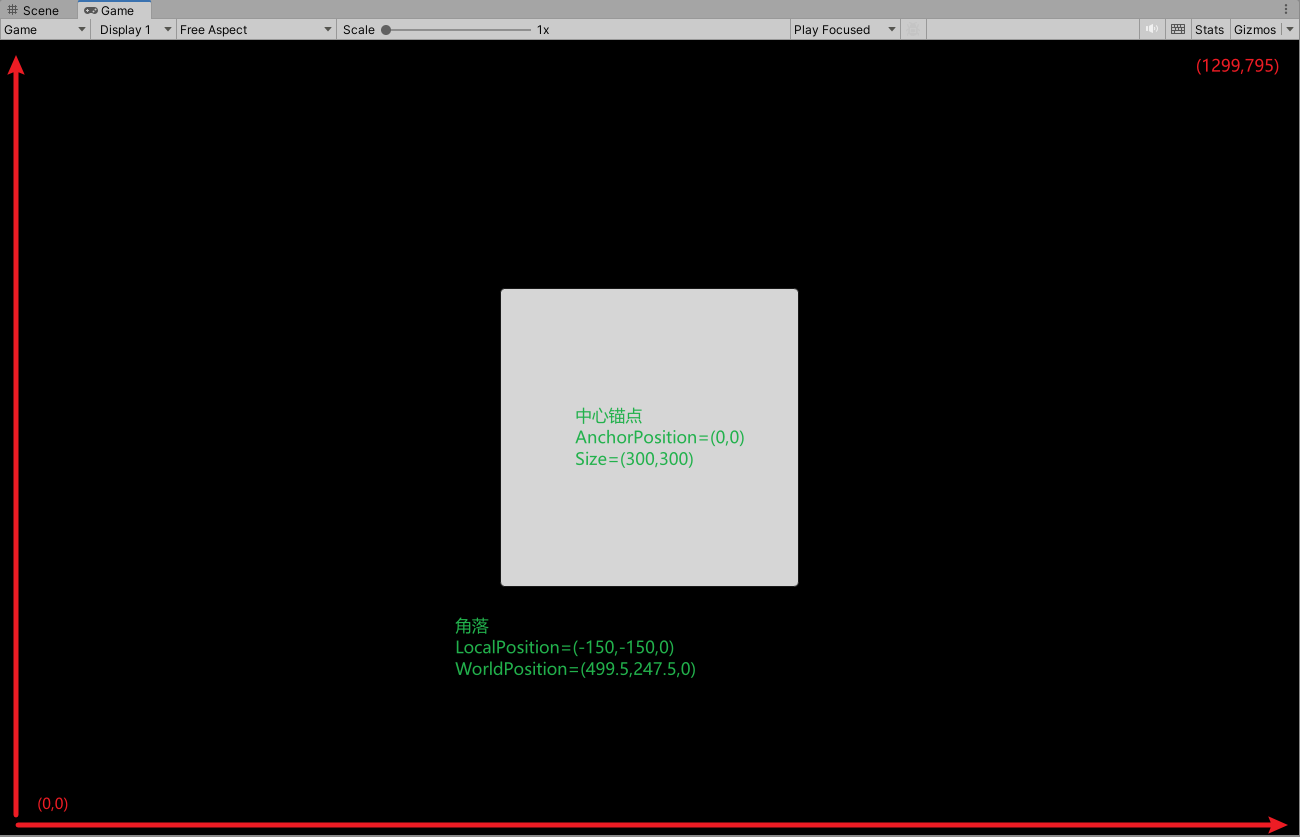 Scene Game
Game Display 1 Free Aspect Scale 1x Play Focused Stats Gizmos
(1299,795)
中心锚点
AnchorPosition=(0,0)
Size=(300,300)
角落
LocalPosition=(-150,-150,0)
WorldPosition=(499.5,247.5,0)
(0,0)